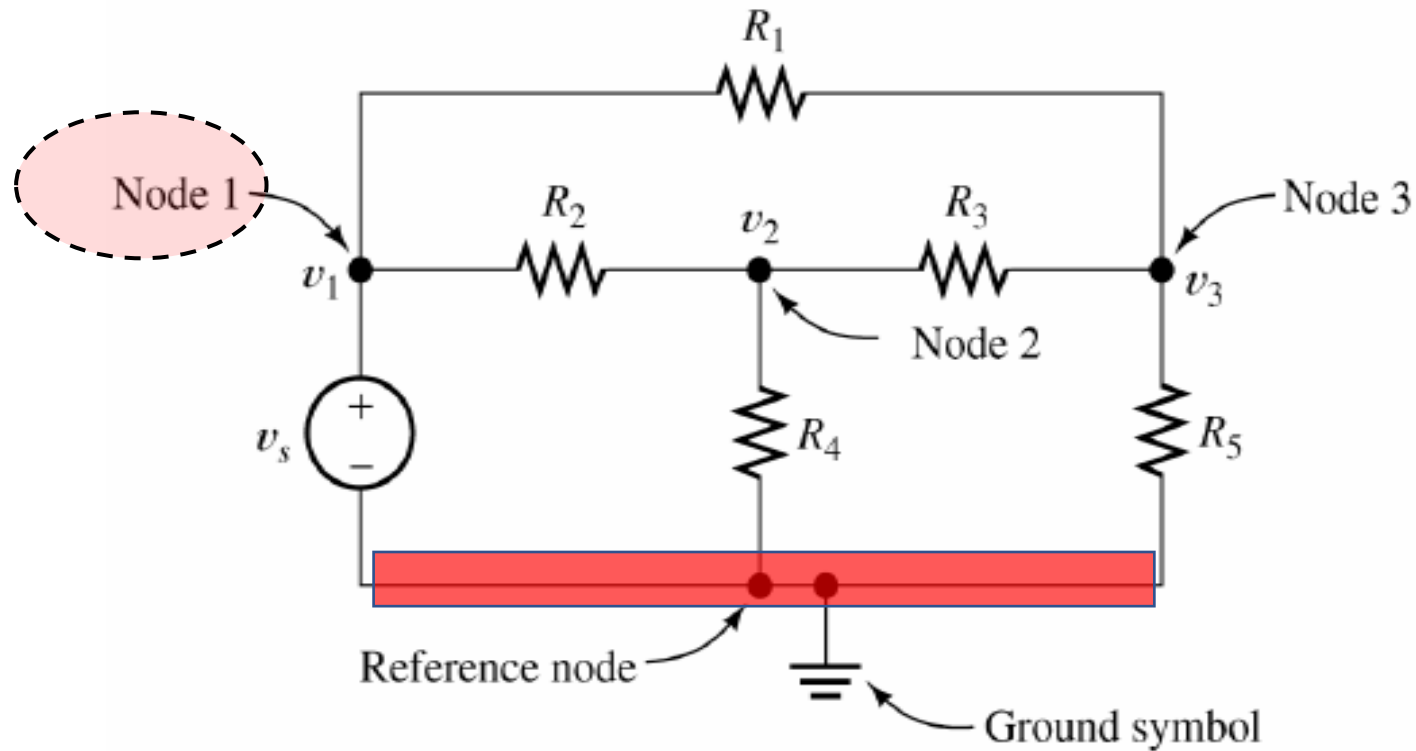 R1
Node 1
R2
v2
R3
Node 3
v1
v3
Node 2
+
vs
−
R4
R5
Reference node
Ground symbol